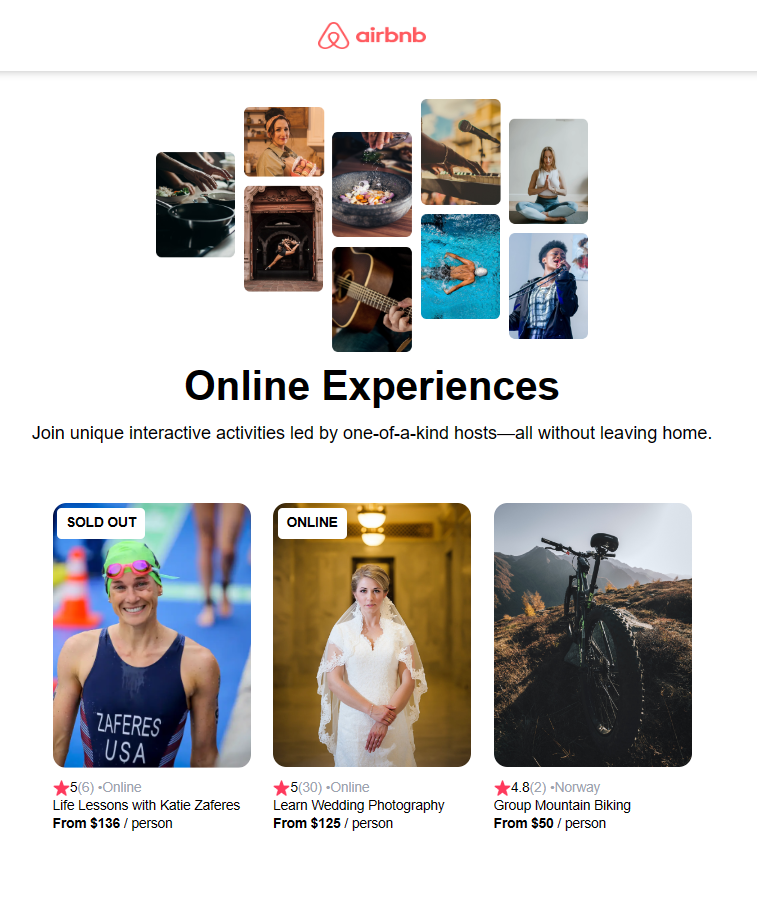 airbnb
Online Experiences
Join unique interactive activities led by one-of-a-kind hosts—all without leaving home.
SOLD OUT
ZAFERES
USA
5(6) •Online
Life Lessons with Katie Zaferes
From $136 / person
ONLINE
5(30) •Online
Learn Wedding Photography
From $125 / person
4.8(2) •Norway
Group Mountain Biking
From $50 / person